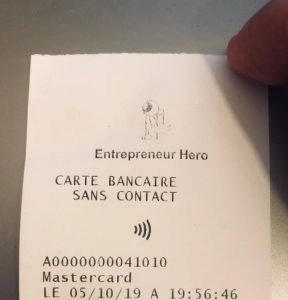 Entrepreneur Hero
CARTE BANCAIRE
SANS CONTACT
A0000000041010
Mastercard
LE 05/10/19 A 19:56:46